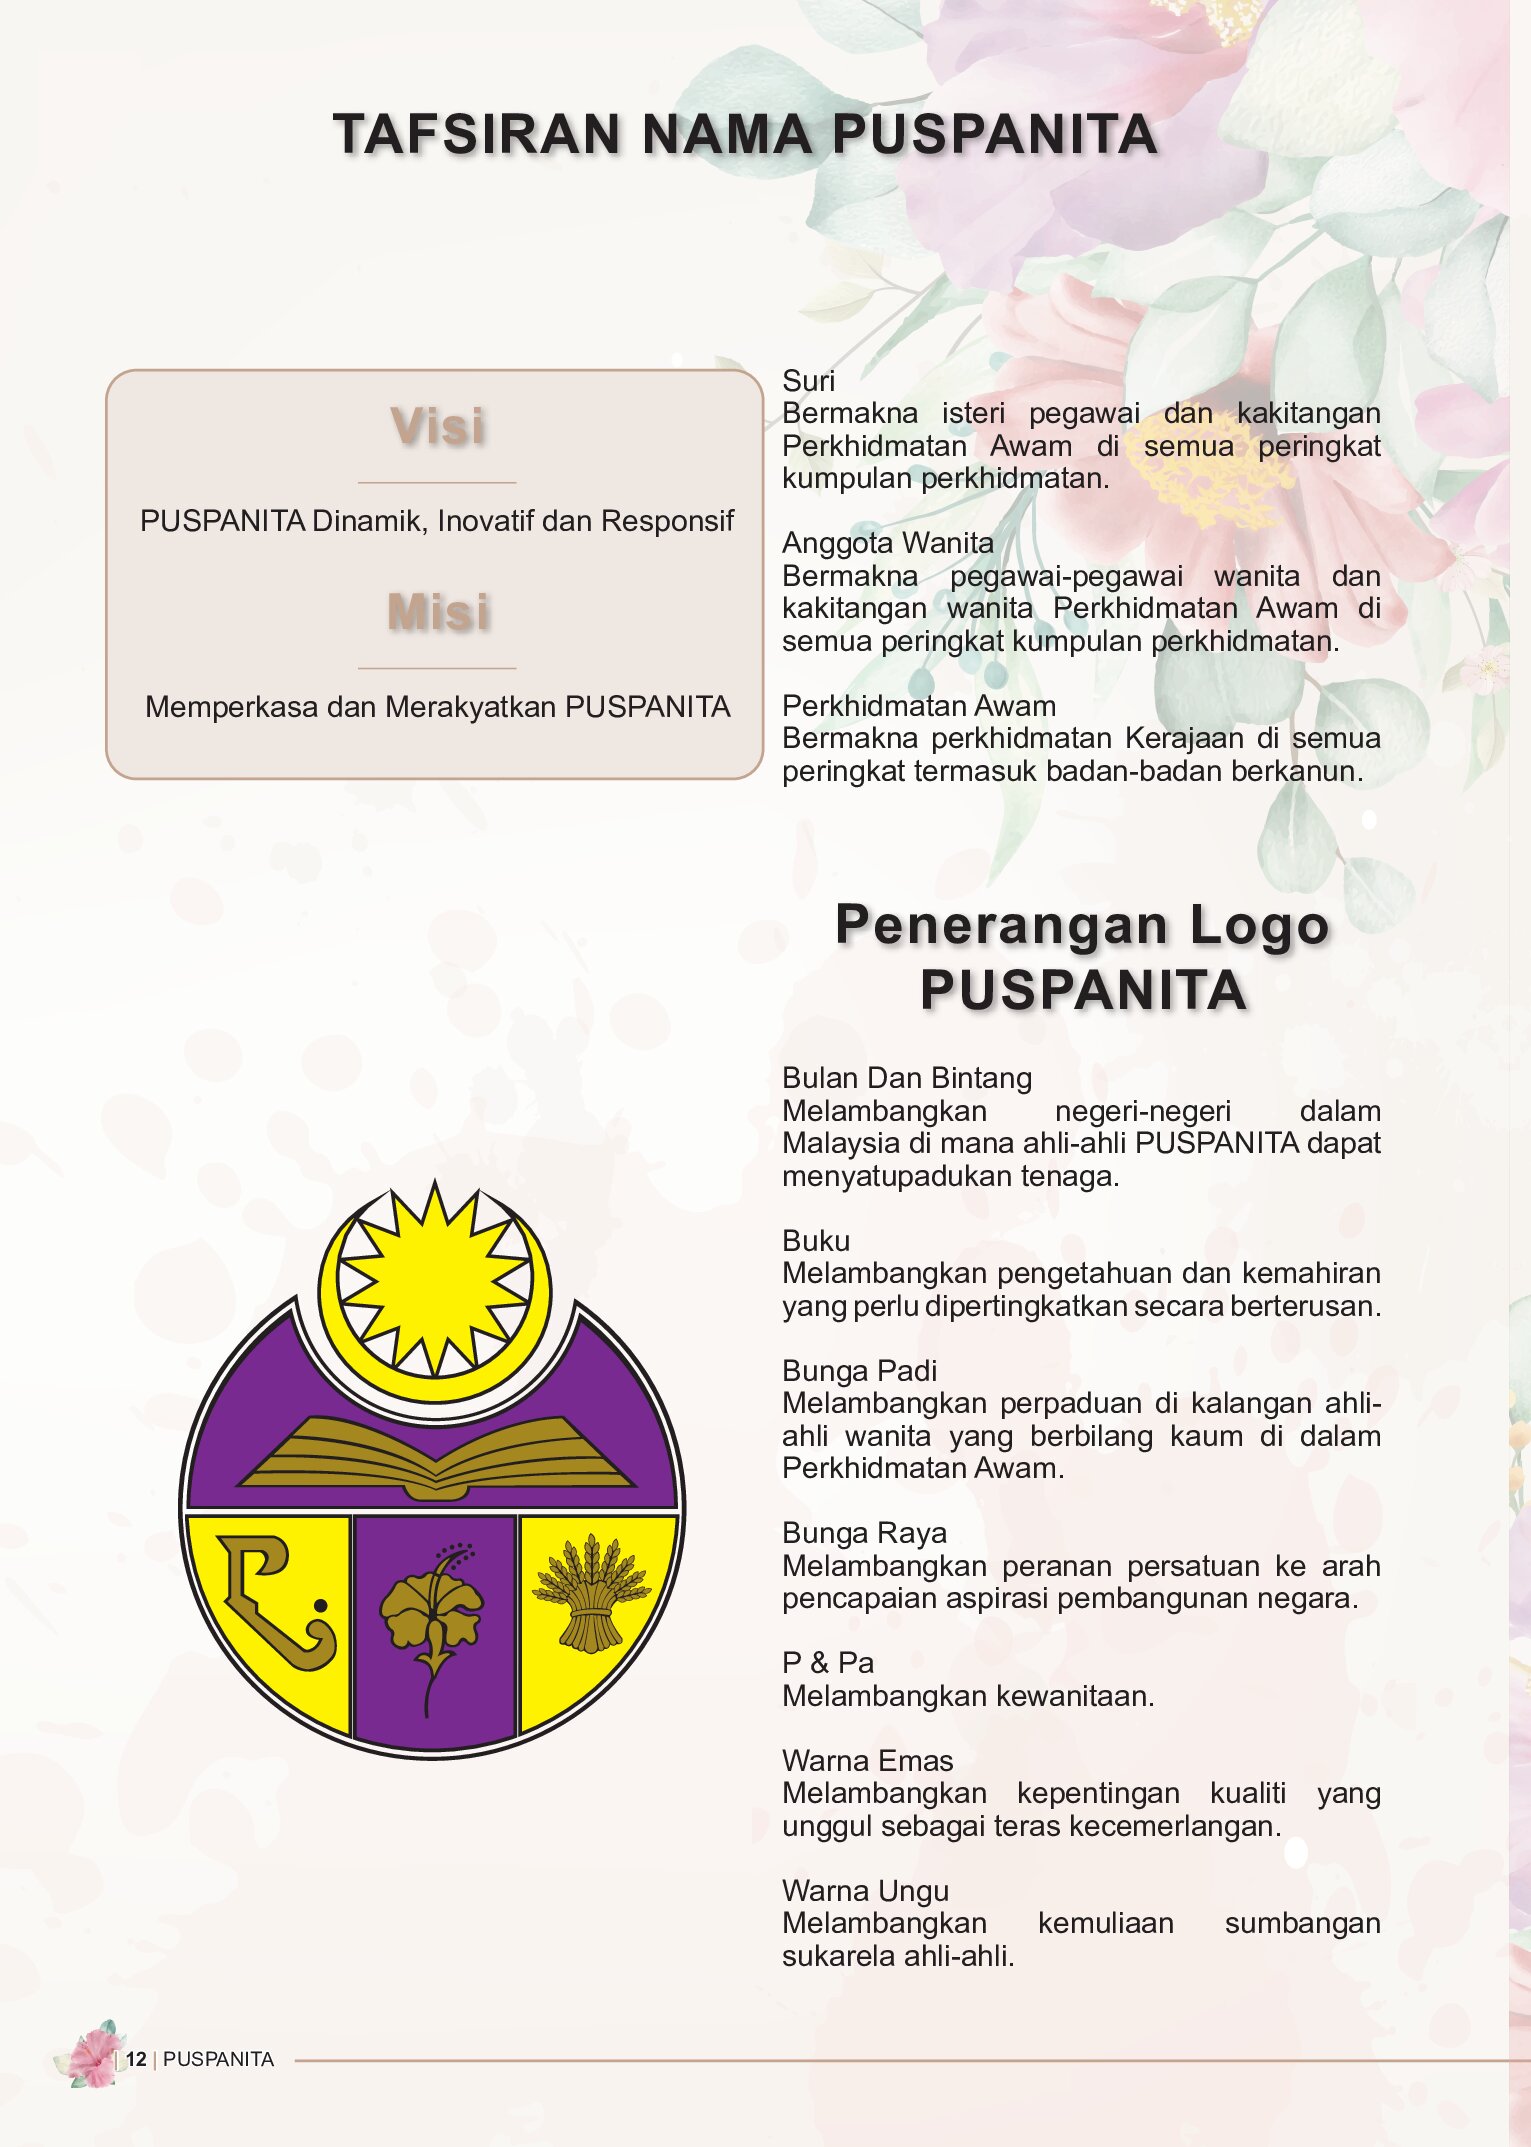 TAFSIRAN NAMA PUSPANITA
Visi
PUSPANITA Dinamik, Inovatif dan Responsif
Misi
Memperkasa dan Merakyatkan PUSPANITA
Suri
Bermakna isteri pegawai dan kakitangan
Perkhidmatan Awam di semua peringkat
kumpulan perkhidmatan.
Anggota Wanita
Bermakna pegawai-pegawai wanita dan
kakitangan wanita Perkhidmatan Awam di
semua peringkat kumpulan perkhidmatan.
Perkhidmatan Awam
Bermakna perkhidmatan Kerajaan di semua
peringkat termasuk badan-badan berkanun.
Penerangan Logo
PUSPANITA
Bulan Dan Bintang
Melambangkan negeri-negeri dalam
Malaysia di mana ahli-ahli PUSPANITA dapat
menyatupadukan tenaga.
Buku
Melambangkan pengetahuan dan kemahiran
yang perlu dipertingkatkan secara berterusan.
Bunga Padi
Melambangkan perpaduan di kalangan ahli-
ahli wanita yang berbilang kaum di dalam
Perkhidmatan Awam.
Bunga Raya
Melambangkan peranan persatuan ke arah
pencapaian aspirasi pembangunan negara.
P & Pa
Melambangkan kewanitaan.
Warna Emas
Melambangkan kepentingan kualiti yang
unggul sebagai teras kecemerlangan.
Warna Ungu
Melambangkan kemuliaan sumbangan
sukarela ahli-ahli.
| 12 | PUSPANITA